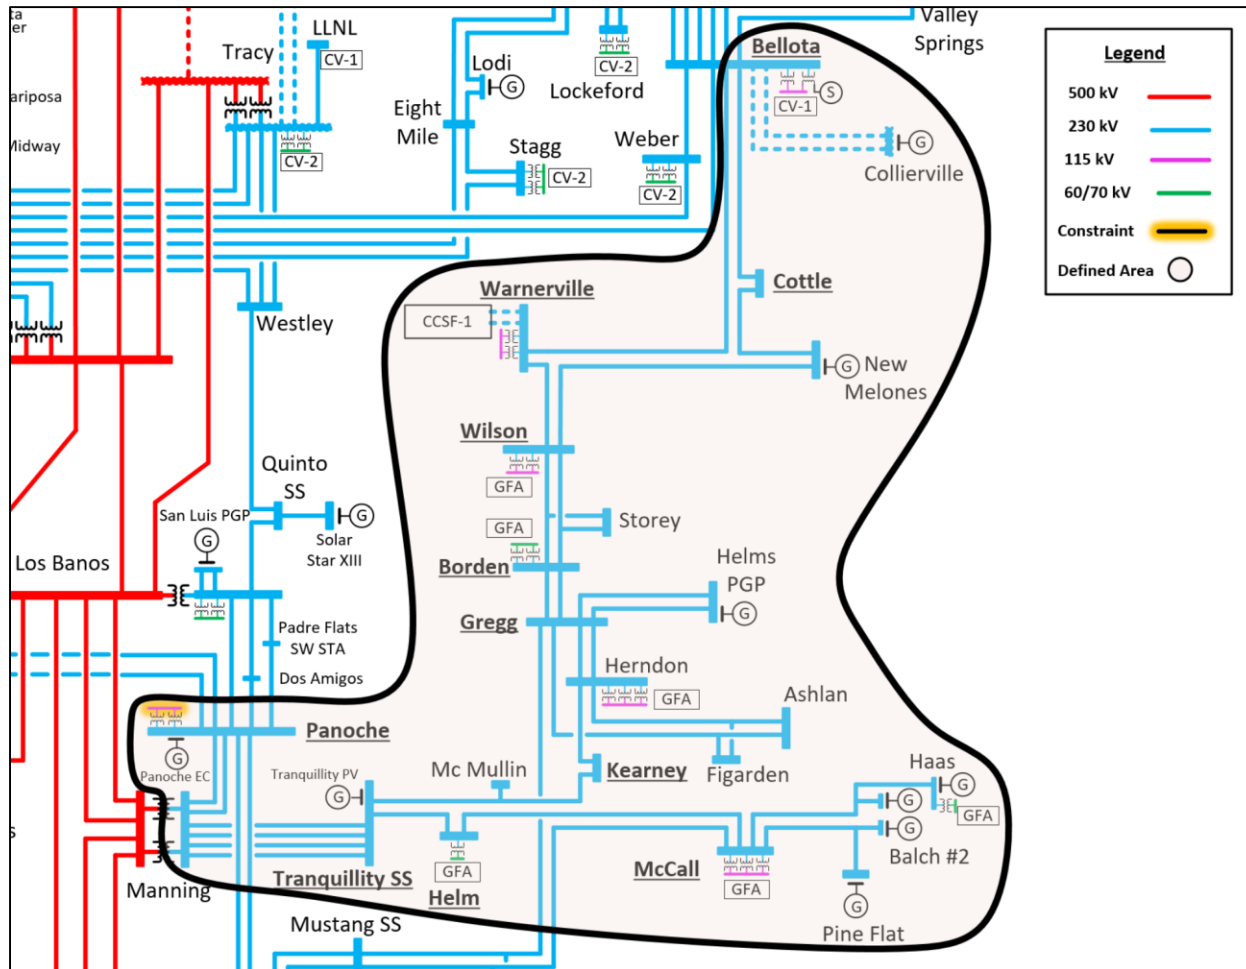 LLNL
Tracy
CV-1
CV-2
Midway
Lodi
G
Eight
Mile
CV-2
Lockeford
Stagg
CV-2
Weber
CV-2
Valley
Springs
Bellota
S
CV-1
G
Collierville
Legend
500 kV
230 kV
115 kV
60/70 kV
Constraint
Defined Area
Westley
Warnerville
CCSF-1
Cottle
G
New
Melones
Wilson
GFA
Quinto
SS
G
Solar
Star XIII
San Luis PGP
G
Los Banos
GFA
Storey
Borden
Helms
PGP
G
Gregg
Padre Flats
SW STA
Dos Amigos
Herndon
GFA
Ashlan
Panoche
G
Panoche EC
Tranquillity PV
G
Mc Mullin
Kearney
Figarden
Haas
G
GFA
G
G
Balch #2
Manning
Tranquillity SS
GFA
Helm
McCall
GFA
G
Pine Flat
Mustang SS